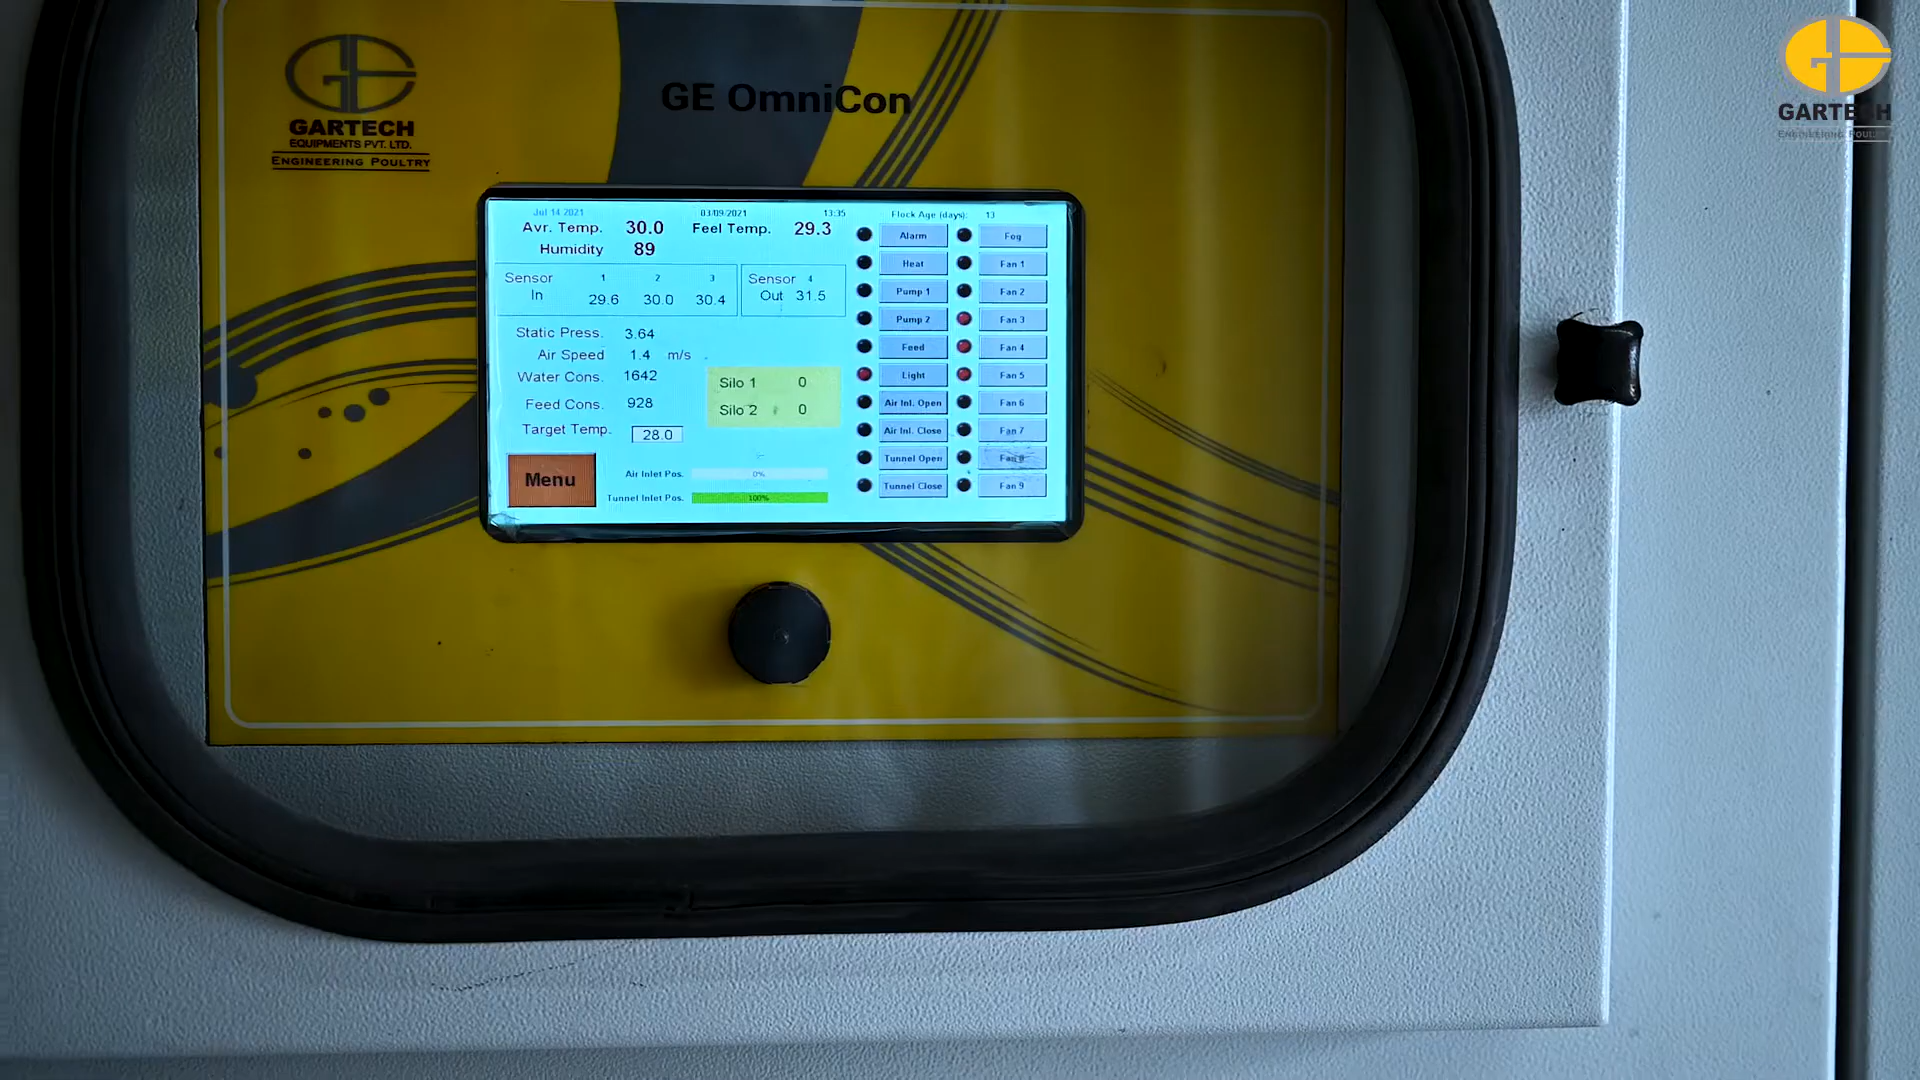 GE OmniCon
GARTECH
EQUIPMENTS PVT. LTD.
ENGINEERING POULTRY
GARTECH
ENGINEERING POULTRY
Jul 14 2021 03/09/2021 13:35 Flock Age (days): 13
Avr. Temp. 30.0 Feel Temp. 29.3
Humidity 89
Sensor 1 2 3
In 29.6 30.0 30.4
Sensor 4
Out 31.5
Static Press. 3.64
Air Speed 1.4 m/s
Water Cons. 1642
Feed Cons. 928
Target Temp. 28.0
Silo 1 0
Silo 2 0
Menu
Air Inlet Pos. 0%
Tunnel Inlet Pos. 100%
Alarm Fog
Heat Fan 1
Pump 1 Fan 2
Pump 2 Fan 3
Feed Fan 4
Light Fan 5
Air Inl. Open Fan 6
Air Inl. Close Fan 7
Tunnel Open Fan 8
Tunnel Close Fan 9